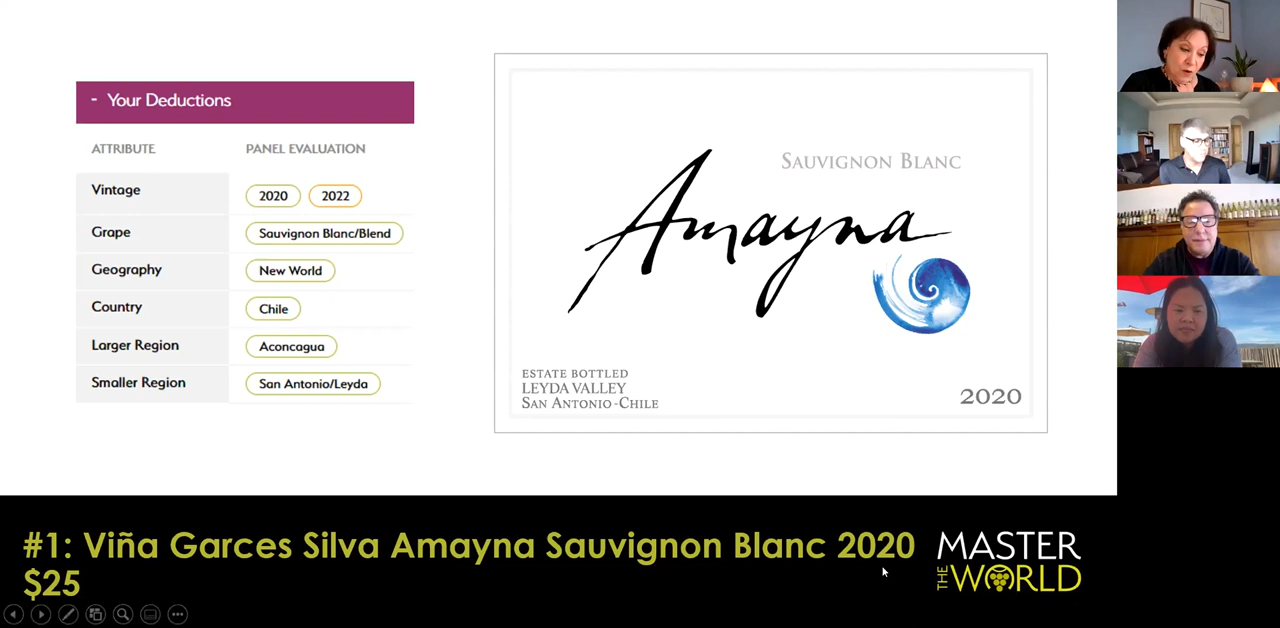 - Your Deductions
ATTRIBUTE PANEL EVALUATION
Vintage 2020 2022
Grape Sauvignon Blanc/Blend
Geography New World
Country Chile
Larger Region Aconcagua
Smaller Region San Antonio/Leyda
SAUVIGNON BLANC
Amayna
ESTATE BOTTLED
LEYDA VALLEY
SAN ANTONIO-CHILE
2020
#1: Viña Garces Silva Amayna Sauvignon Blanc 2020
$25
MASTER
THE WORLD